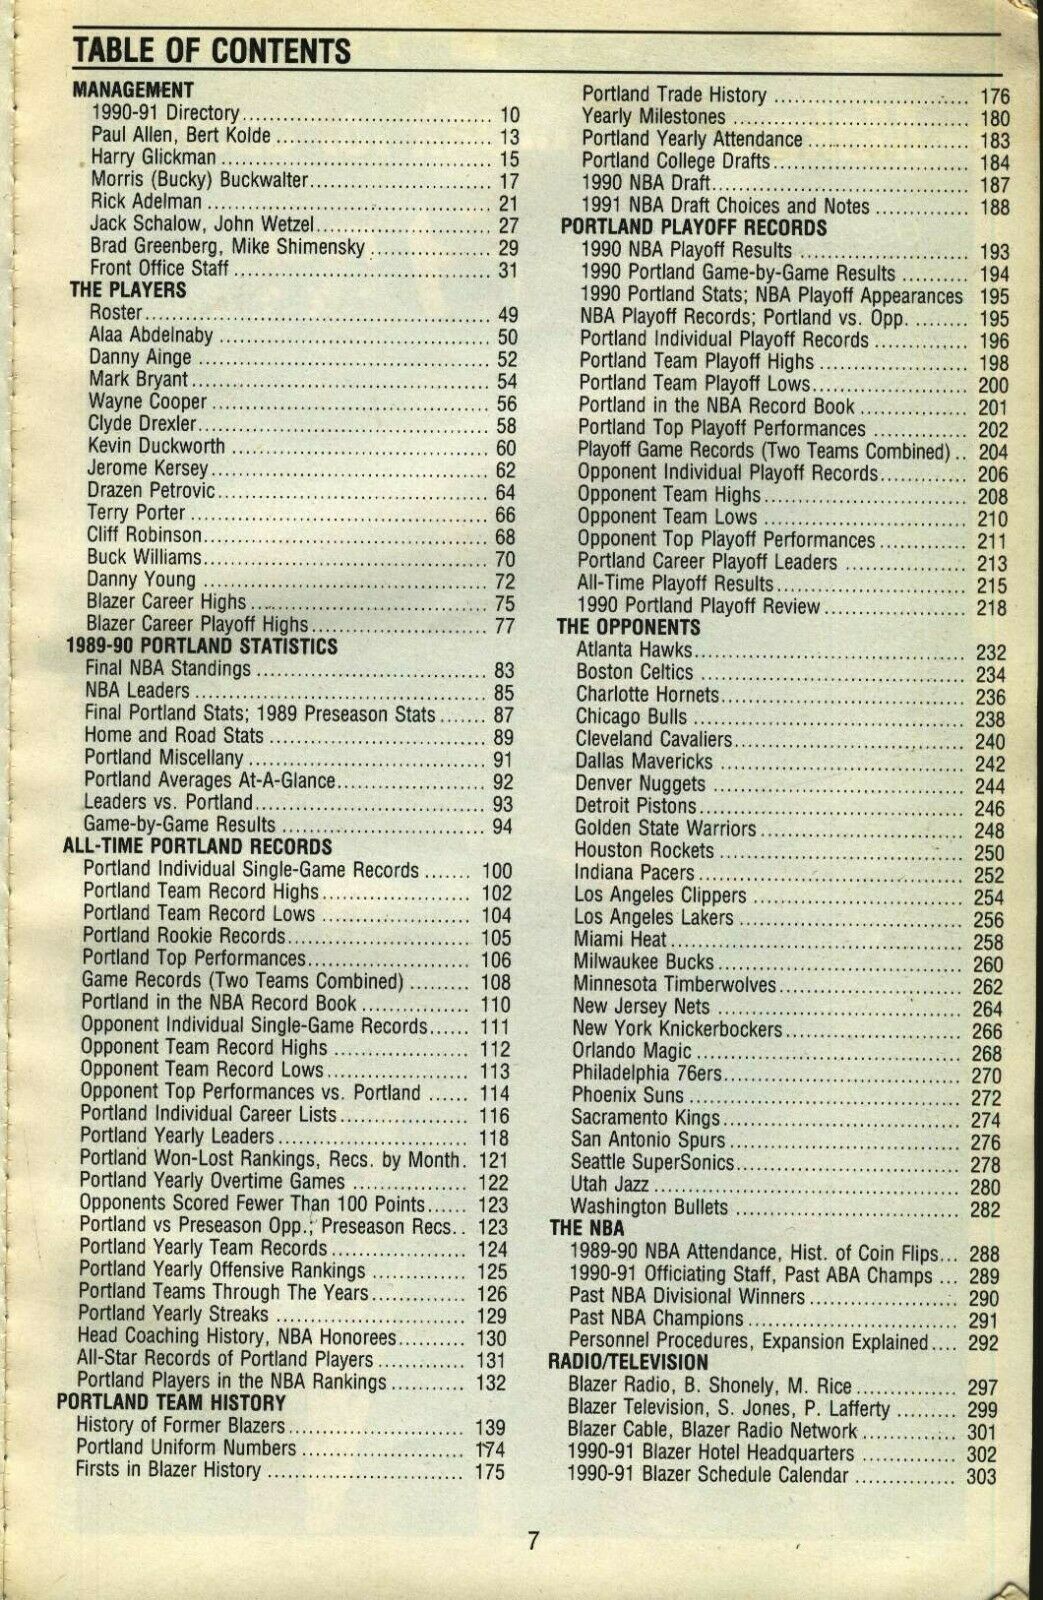 TABLE OF CONTENTS
MANAGEMENT
1990-91 Directory ........ 10
Paul Allen, Bert Kolde ........ 13
Harry Glickman ........ 15
Morris (Bucky) Buckwalter ........ 17
Rick Adelman ........ 21
Jack Schalow, John Wetzel ........ 27
Brad Greenberg, Mike Shimensky ........ 29
Front Office Staff ........ 31
THE PLAYERS
Roster ........ 49
Alaa Abdelnaby ........ 50
Danny Ainge ........ 52
Mark Bryant ........ 54
Wayne Cooper ........ 56
Clyde Drexler ........ 58
Kevin Duckworth ........ 60
Jerome Kersey ........ 62
Drazen Petrovic ........ 64
Terry Porter ........ 66
Cliff Robinson ........ 68
Buck Williams ........ 70
Danny Young ........ 72
Blazer Career Highs ........ 75
Blazer Career Playoff Highs ........ 77
1989-90 PORTLAND STATISTICS
Final NBA Standings ........ 83
NBA Leaders ........ 85
Final Portland Stats; 1989 Preseason Stats ....... 87
Home and Road Stats ........ 89
Portland Miscellany ........ 91
Portland Averages At-A-Glance ........ 92
Leaders vs. Portland ........ 93
Game-by-Game Results ........ 94
ALL-TIME PORTLAND RECORDS
Portland Individual Single-Game Records ....... 100
Portland Team Record Highs ........ 102
Portland Team Record Lows ........ 104
Portland Rookie Records ........ 105
Portland Top Performances ........ 106
Game Records (Two Teams Combined) ......... 108
Portland in the NBA Record Book ........ 110
Opponent Individual Single-Game Records ...... 111
Opponent Team Record Highs ........ 112
Opponent Team Record Lows ........ 113
Opponent Top Performances vs. Portland ...... 114
Portland Individual Career Lists ........ 116
Portland Yearly Leaders ........ 118
Portland Won-Lost Rankings, Recs. by Month . 121
Portland Yearly Overtime Games ........ 122
Opponents Scored Fewer Than 100 Points ...... 123
Portland vs Preseason Opp.; Preseason Recs. . 123
Portland Yearly Team Records ........ 124
Portland Yearly Offensive Rankings ........ 125
Portland Teams Through The Years ........ 126
Portland Yearly Streaks ........ 129
Head Coaching History, NBA Honorees ........ 130
All-Star Records of Portland Players ........ 131
Portland Players in the NBA Rankings ........ 132
PORTLAND TEAM HISTORY
History of Former Blazers ........ 139
Portland Uniform Numbers ........ 174
Firsts in Blazer History ........ 175
Portland Trade History ........ 176
Yearly Milestones ........ 180
Portland Yearly Attendance ........ 183
Portland College Drafts ........ 184
1990 NBA Draft ........ 187
1991 NBA Draft Choices and Notes ........ 188
PORTLAND PLAYOFF RECORDS
1990 NBA Playoff Results ........ 193
1990 Portland Game-by-Game Results ........ 194
1990 Portland Stats; NBA Playoff Appearances 195
NBA Playoff Records; Portland vs. Opp. ........ 195
Portland Individual Playoff Records ........ 196
Portland Team Playoff Highs ........ 198
Portland Team Playoff Lows ........ 200
Portland in the NBA Record Book ........ 201
Portland Top Playoff Performances ........ 202
Playoff Game Records (Two Teams Combined) .. 204
Opponent Individual Playoff Records ........ 206
Opponent Team Highs ........ 208
Opponent Team Lows ........ 210
Opponent Top Playoff Performances ........ 211
Portland Career Playoff Leaders ........ 213
All-Time Playoff Results ........ 215
1990 Portland Playoff Review ........ 218
THE OPPONENTS
Atlanta Hawks ........ 232
Boston Celtics ........ 234
Charlotte Hornets ........ 236
Chicago Bulls ........ 238
Cleveland Cavaliers ........ 240
Dallas Mavericks ........ 242
Denver Nuggets ........ 244
Detroit Pistons ........ 246
Golden State Warriors ........ 248
Houston Rockets ........ 250
Indiana Pacers ........ 252
Los Angeles Clippers ........ 254
Los Angeles Lakers ........ 256
Miami Heat ........ 258
Milwaukee Bucks ........ 260
Minnesota Timberwolves ........ 262
New Jersey Nets ........ 264
New York Knickerbockers ........ 266
Orlando Magic ........ 268
Philadelphia 76ers ........ 270
Phoenix Suns ........ 272
Sacramento Kings ........ 274
San Antonio Spurs ........ 276
Seattle SuperSonics ........ 278
Utah Jazz ........ 280
Washington Bullets ........ 282
THE NBA
1989-90 NBA Attendance, Hist. of Coin Flips ... 288
1990-91 Officiating Staff, Past ABA Champs ... 289
Past NBA Divisional Winners ........ 290
Past NBA Champions ........ 291
Personnel Procedures, Expansion Explained .... 292
RADIO/TELEVISION
Blazer Radio, B. Shonely, M. Rice ........ 297
Blazer Television, S. Jones, P. Lafferty ......... 299
Blazer Cable, Blazer Radio Network ........ 301
1990-91 Blazer Hotel Headquarters ........ 302
1990-91 Blazer Schedule Calendar ........ 303
7